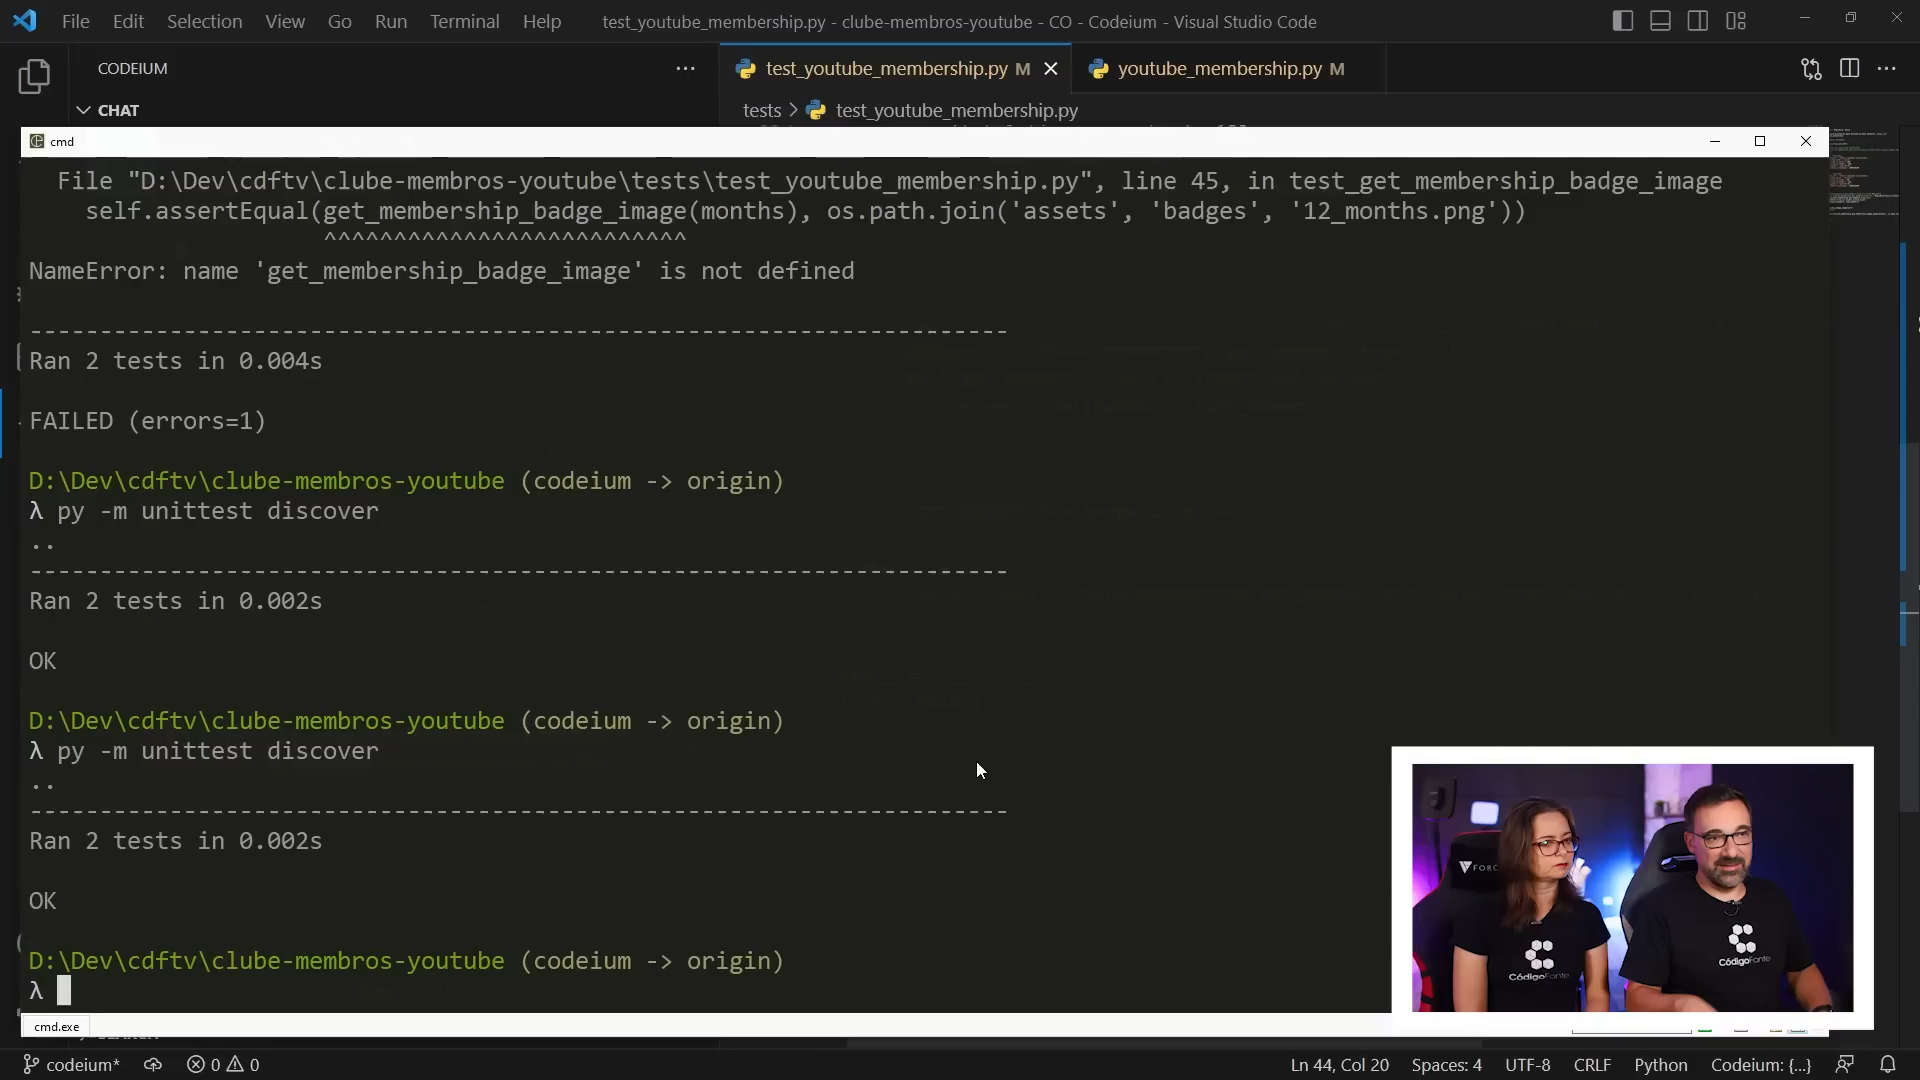 File Edit Selection View Go Run Terminal Help test_youtube_membership.py - clube-membros-youtube - CO - Codeium - Visual Studio Code
CODEIUM
test_youtube_membership.py M
youtube_membership.py M
CHAT
tests > test_youtube_membership.py
cmd
File "D:\Dev\cdftv\clube-membros-youtube\tests\test_youtube_membership.py", line 45, in test_get_membership_badge_image
self.assertEqual(get_membership_badge_image(months), os.path.join('assets', 'badges', '12_months.png'))
^^^^^^^^^^^^^^^^^^^^^^^^^^
NameError: name 'get_membership_badge_image' is not defined
----------------------------------------------------------------------
Ran 2 tests in 0.004s
FAILED (errors=1)
D:\Dev\cdftv\clube-membros-youtube (codeium -> origin)
λ py -m unittest discover
..
----------------------------------------------------------------------
Ran 2 tests in 0.002s
OK
D:\Dev\cdftv\clube-membros-youtube (codeium -> origin)
λ py -m unittest discover
..
----------------------------------------------------------------------
Ran 2 tests in 0.002s
OK
D:\Dev\cdftv\clube-membros-youtube (codeium -> origin)
λ
FORC
CódigoFonte
CódigoFonte
cmd.exe
codeium* 0 0 Ln 44, Col 20 Spaces: 4 UTF-8 CRLF Python Codeium: {...}